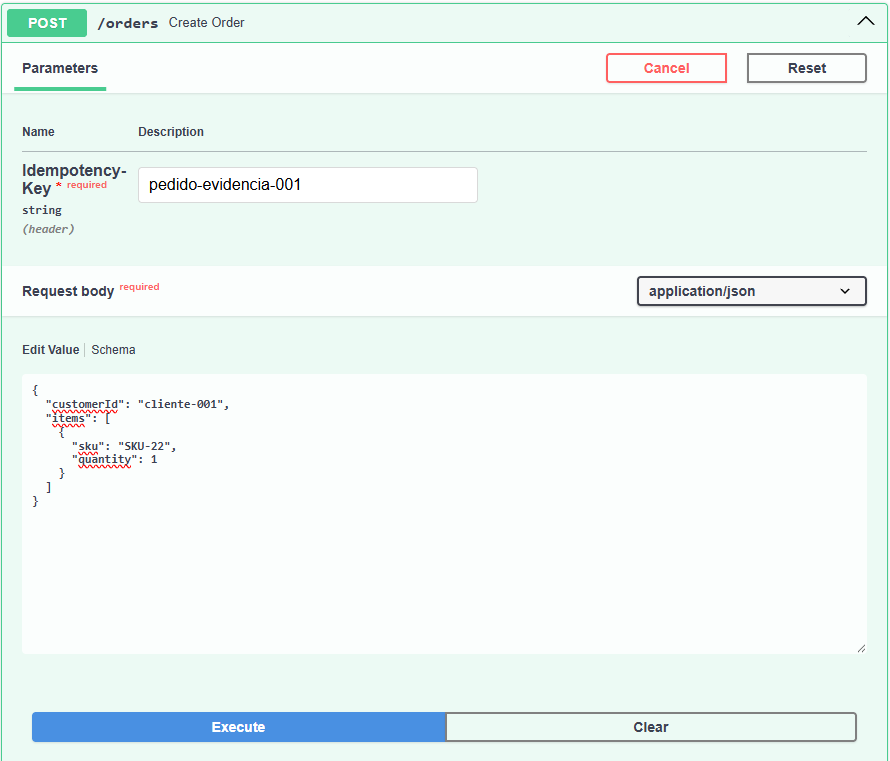 POST /orders Create Order
Parameters Cancel Reset
Name Description
Idempotency-
Key * required
pedido-evidencia-001
string
(header)
Request body required application/json
Edit Value Schema
{
  "customerId": "cliente-001",
  "items": [
    {
      "sku": "SKU-22",
      "quantity": 1
    }
  ]
}
Execute Clear